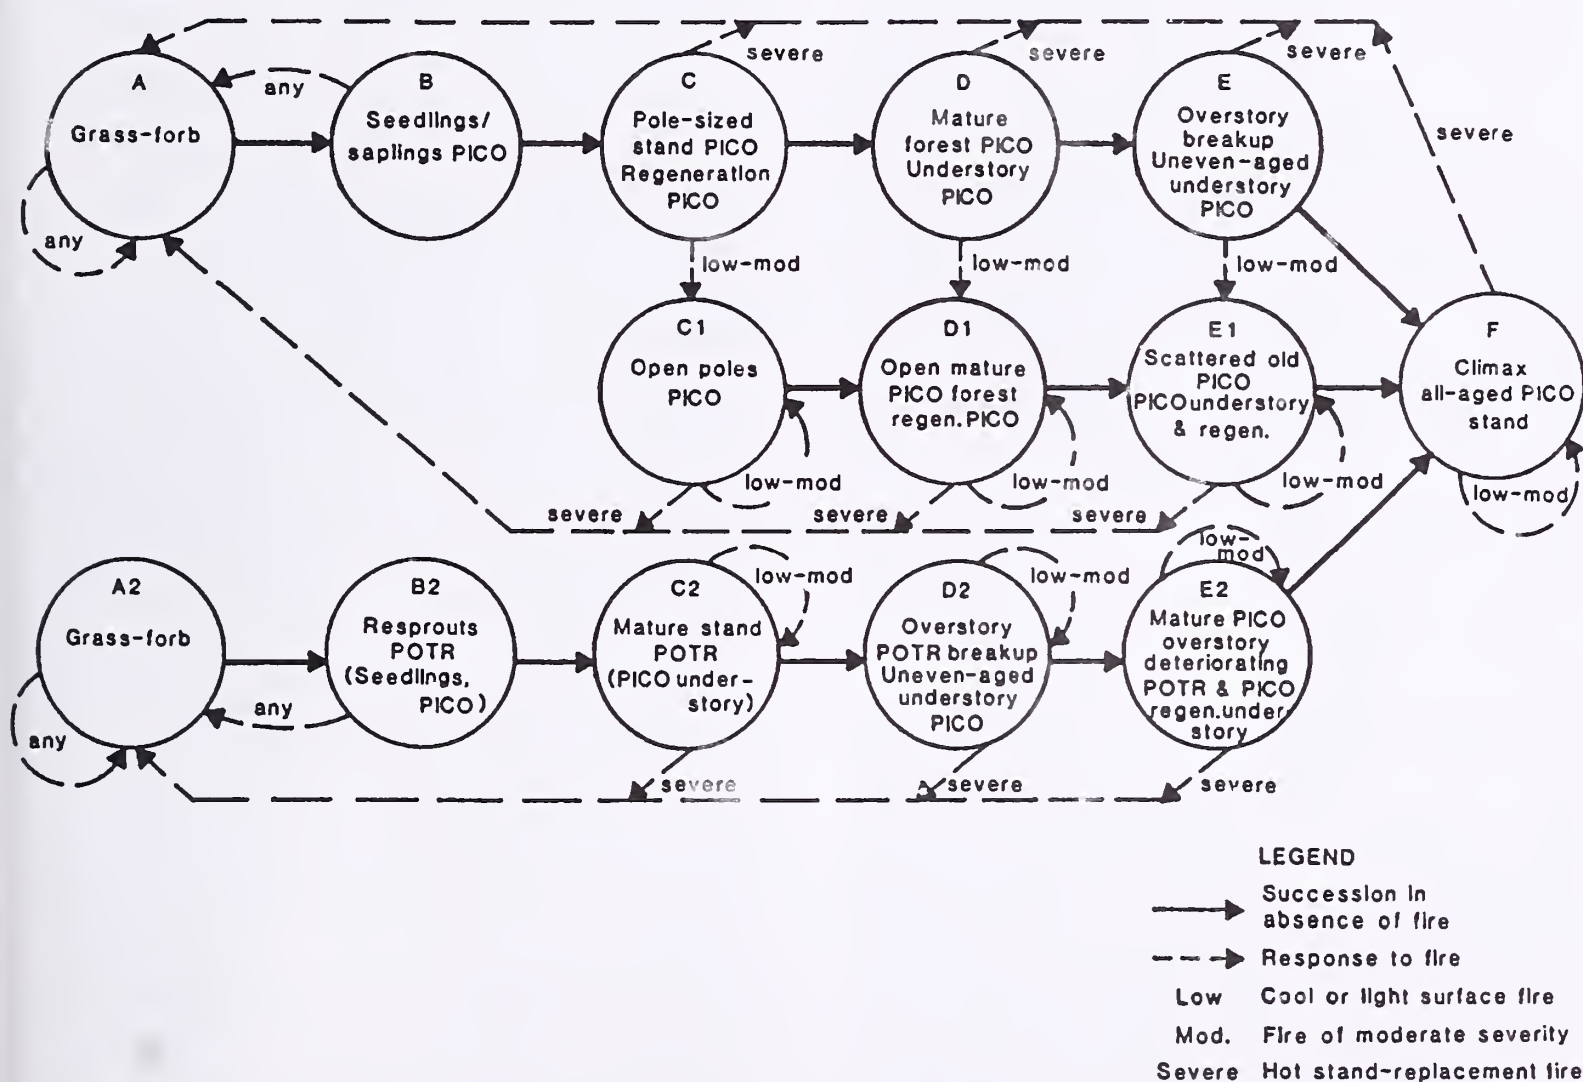 severe
severe
severe
A
Grass-forb
any
any
B
Seedlings/
saplings PICO
C
Pole-sized
stand PICO
Regeneration
PICO
D
Mature
forest PICO
Understory
PICO
E
Overstory
breakup
Uneven-aged
understory
PICO
severe
low-mod
low-mod
low-mod
C1
Open poles
PICO
D1
Open mature
PICO forest
regen. PICO
E1
Scattered old
PICO
PICO understory
& regen.
F
Climax
all-aged PICO
stand
low-mod
low-mod
low-mod
low-mod
severe
severe
severe
A2
Grass-forb
any
any
B2
Resprouts
POTR
(Seedlings,
PICO)
C2
Mature stand
POTR
(PICO under-
story)
low-mod
D2
Overstory
POTR breakup
Uneven-aged
understory
PICO
low-mod
E2
Mature PICO
overstory
deteriorating
POTR & PICO
regen. under-
story
low-
mod
severe
severe
severe
LEGEND
Succession in
absence of fire
Response to fire
Low Cool or light surface fire
Mod. Fire of moderate severity
Severe Hot stand-replacement fire